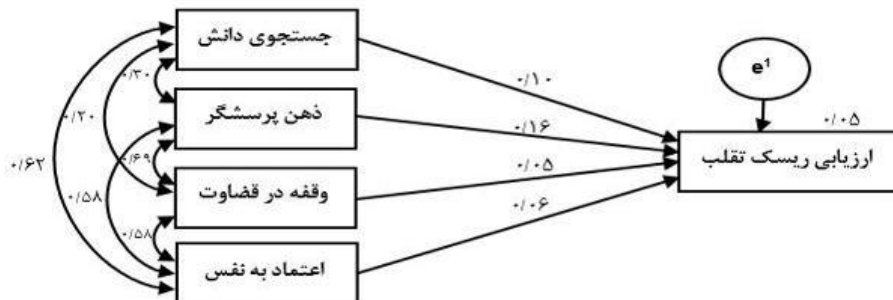 جستجوی دانش
ذهن پرسشگر
وقفه در قضاوت
اعتماد به نفس
۰/۳۰
۰/۲۰
۰/۶۲
۰/۶۹
۰/۵۸
۰/۵۸
۰/۱۰
۰/۱۶
۰/۰۵
۰/۰۶
e¹
۰/۰۵
ارزیابی ریسک تقلب